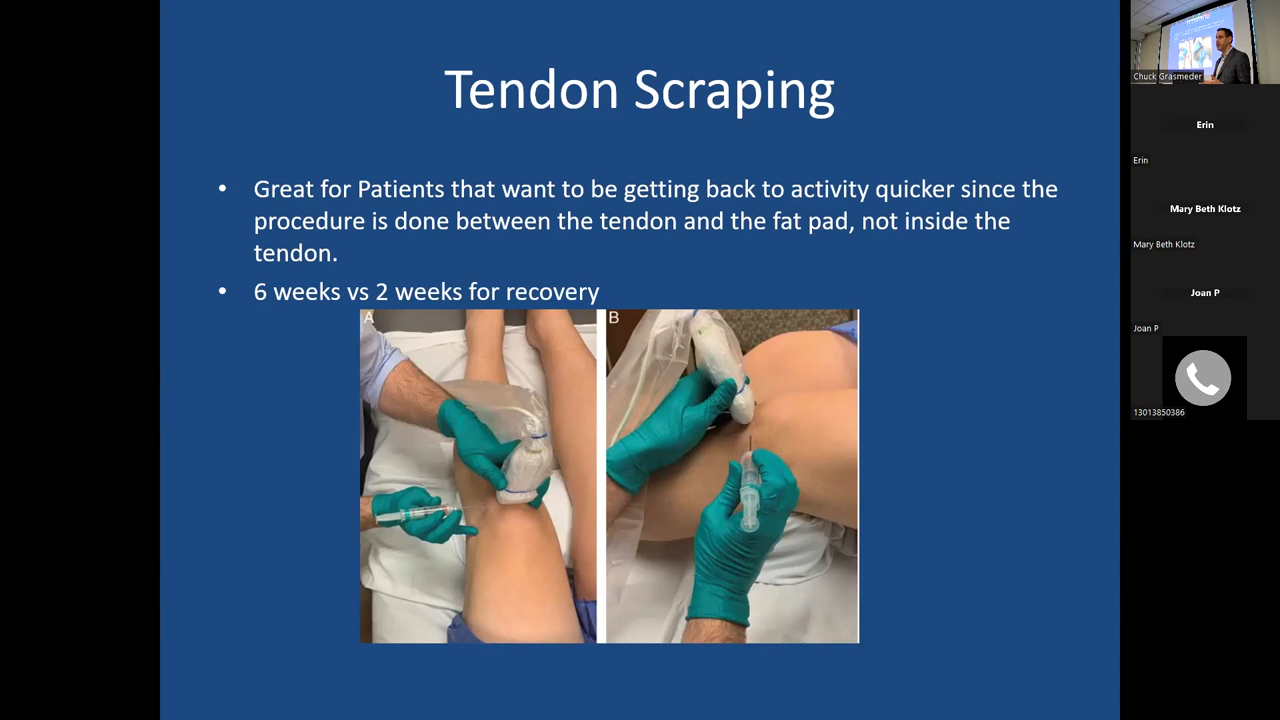 Tendon Scraping
• Great for Patients that want to be getting back to activity quicker since the
procedure is done between the tendon and the fat pad, not inside the
tendon.
• 6 weeks vs 2 weeks for recovery
A
B
Chuck Grasmeder
Erin
Erin
Mary Beth Klotz
Mary Beth Klotz
Joan P
Joan P
13013850386